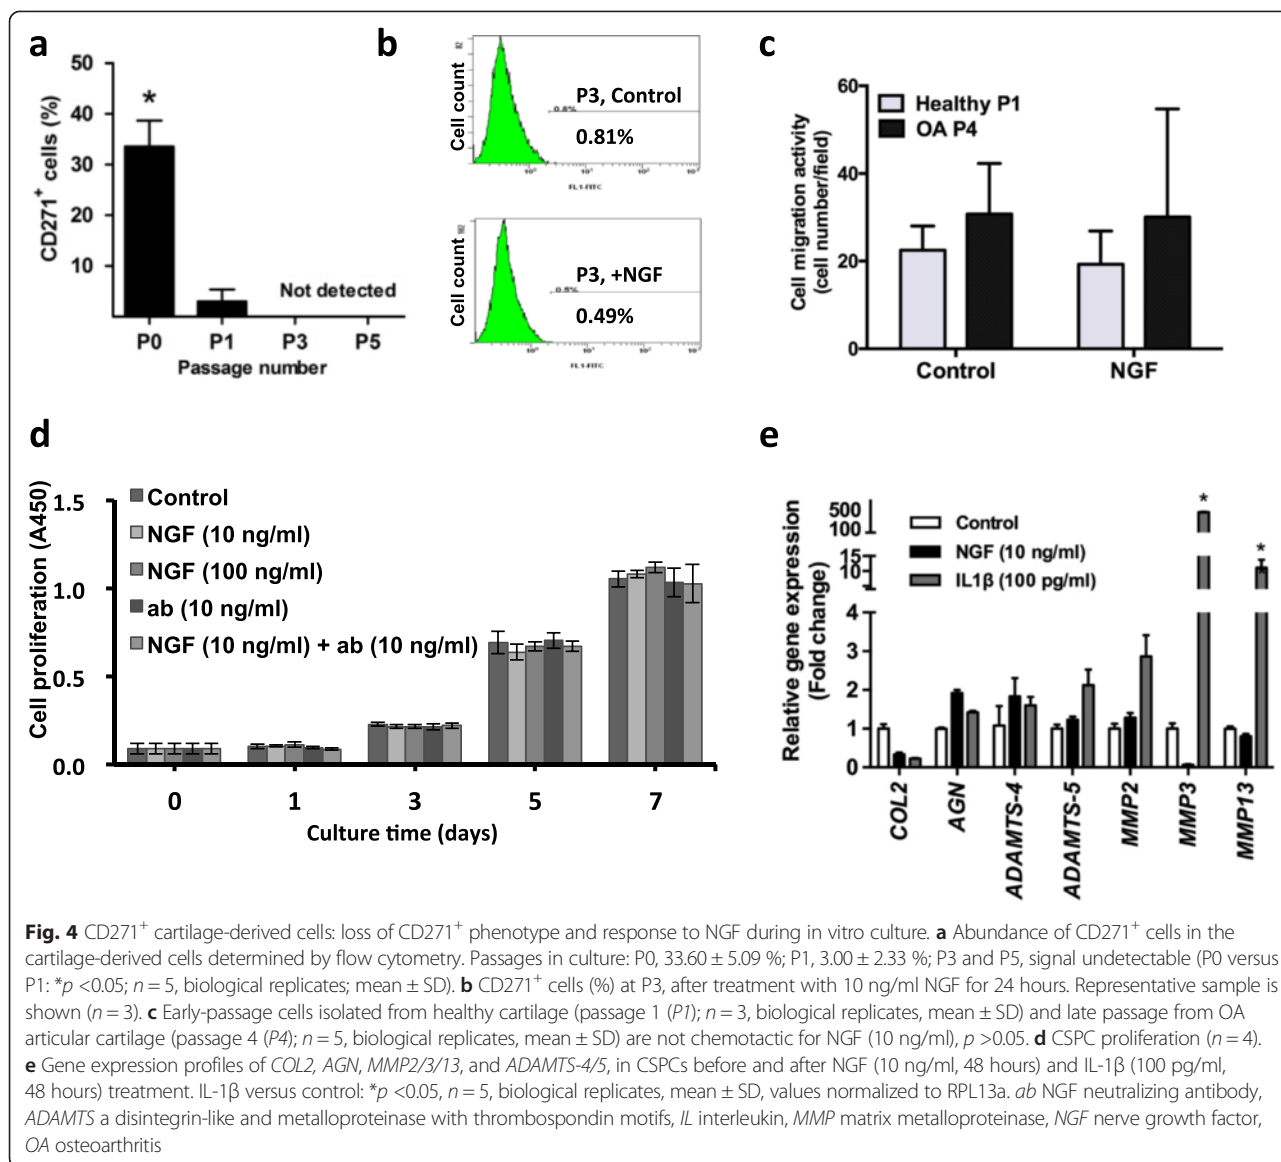 a
50
40
30
20
10
CD271+ cells (%)
*
Not detected
P0 P1 P3 P5
Passage number
b
Cell count
P3, Control
0.8%
0.81%
FL1-FITC
Cell count
P3, +NGF
0.5%
0.49%
FL1-FITC
c
60
40
20
0
Cell migration activity
(cell number/field)
Healthy P1
OA P4
Control NGF
d
Cell proliferation (A450)
1.5
1.0
0.5
0.0
Control
NGF (10 ng/ml)
NGF (100 ng/ml)
ab (10 ng/ml)
NGF (10 ng/ml) + ab (10 ng/ml)
0 1 3 5 7
Culture time (days)
e
Relative gene expression
(Fold change)
500
100
15
10
4
3
2
1
0
Control
NGF (10 ng/ml)
IL1β (100 pg/ml)
*
*
COL2 AGN ADAMTS-4 ADAMTS-5 MMP2 MMP3 MMP13
Fig. 4 CD271+ cartilage-derived cells: loss of CD271+ phenotype and response to NGF during in vitro culture. a Abundance of CD271+ cells in the
cartilage-derived cells determined by flow cytometry. Passages in culture: P0, 33.60 ± 5.09 %; P1, 3.00 ± 2.33 %; P3 and P5, signal undetectable (P0 versus
P1: *p <0.05; n = 5, biological replicates; mean ± SD). b CD271+ cells (%) at P3, after treatment with 10 ng/ml NGF for 24 hours. Representative sample is
shown (n = 3). c Early-passage cells isolated from healthy cartilage (passage 1 (P1); n = 3, biological replicates, mean ± SD) and late passage from OA
articular cartilage (passage 4 (P4); n = 5, biological replicates, mean ± SD) are not chemotactic for NGF (10 ng/ml), p >0.05. d CSPC proliferation (n = 4).
e Gene expression profiles of COL2, AGN, MMP2/3/13, and ADAMTS-4/5, in CSPCs before and after NGF (10 ng/ml, 48 hours) and IL-1β (100 pg/ml,
48 hours) treatment. IL-1β versus control: *p <0.05, n = 5, biological replicates, mean ± SD, values normalized to RPL13a. ab NGF neutralizing antibody,
ADAMTS a disintegrin-like and metalloproteinase with thrombospondin motifs, IL interleukin, MMP matrix metalloproteinase, NGF nerve growth factor,
OA osteoarthritis